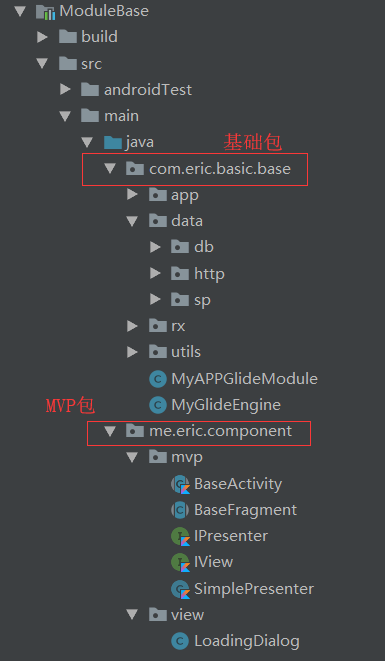 ModuleBase
build
src
androidTest
main
java 基础包
com.eric.basic.base
app
data
db
http
sp
rx
utils
MyAPPGlideModule
MyGlideEngine
MVP包
me.eric.component
mvp
BaseActivity
BaseFragment
IPresenter
IView
SimplePresenter
view
LoadingDialog